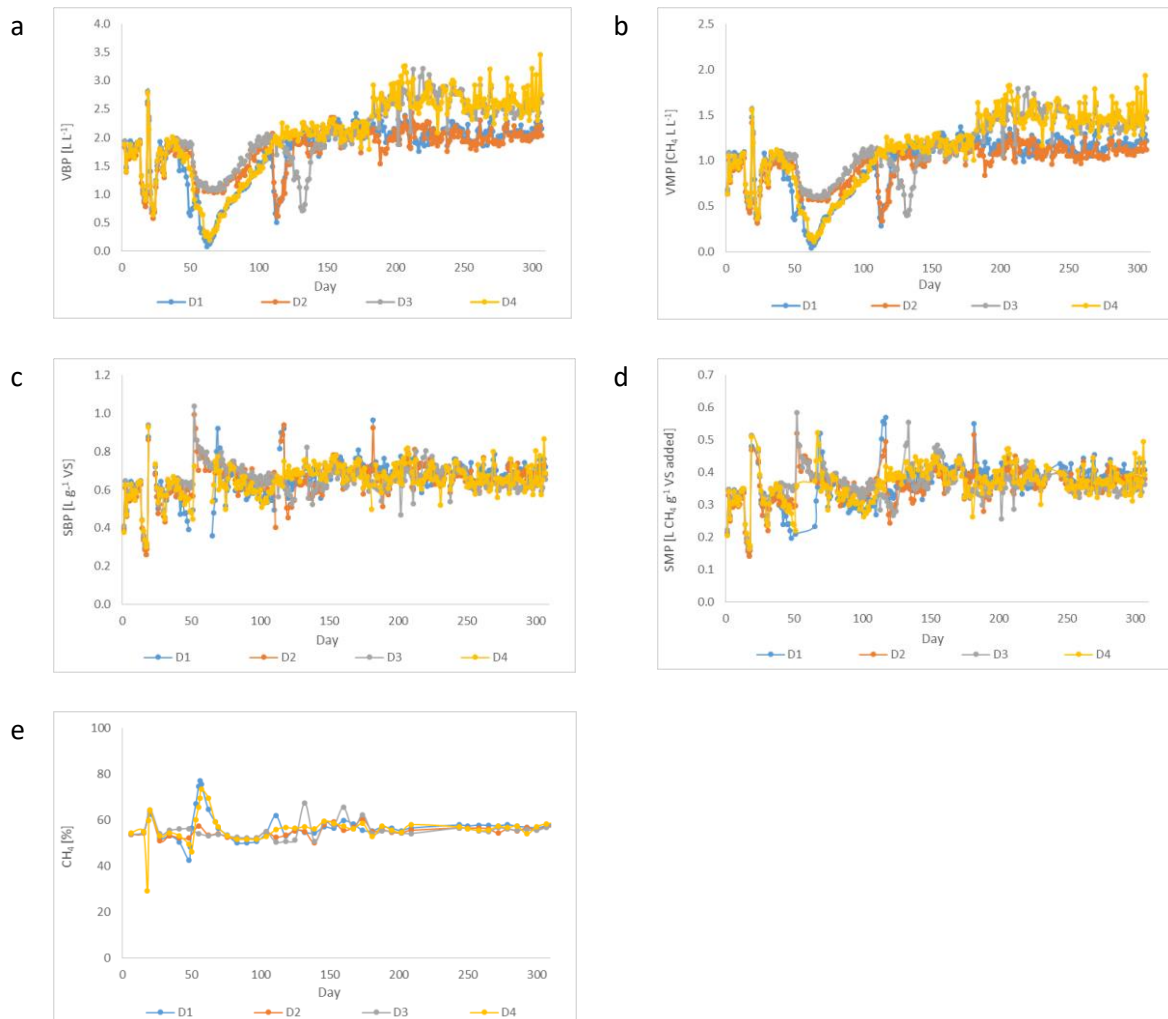 a
VBP [L L⁻¹]
4.0
3.5
3.0
2.5
2.0
1.5
1.0
0.5
0.0
0 50 100 150 200 250 300
Day
D1 D2 D3 D4
b
VMP [CH₄ L L⁻¹]
2.5
2.0
1.5
1.0
0.5
0.0
0 50 100 150 200 250 300
Day
D1 D2 D3 D4
c
SBP [L g⁻¹ VS]
1.2
1.0
0.8
0.6
0.4
0.2
0.0
0 50 100 150 200 250 300
Day
D1 D2 D3 D4
d
SMP [L CH₄ g⁻¹ VS added]
0.7
0.6
0.5
0.4
0.3
0.2
0.1
0.0
0 50 100 150 200 250 300
Day
D1 D2 D3 D4
e
CH₄ [%]
100
80
60
40
20
0
0 50 100 150 200 250 300
Day
D1 D2 D3 D4